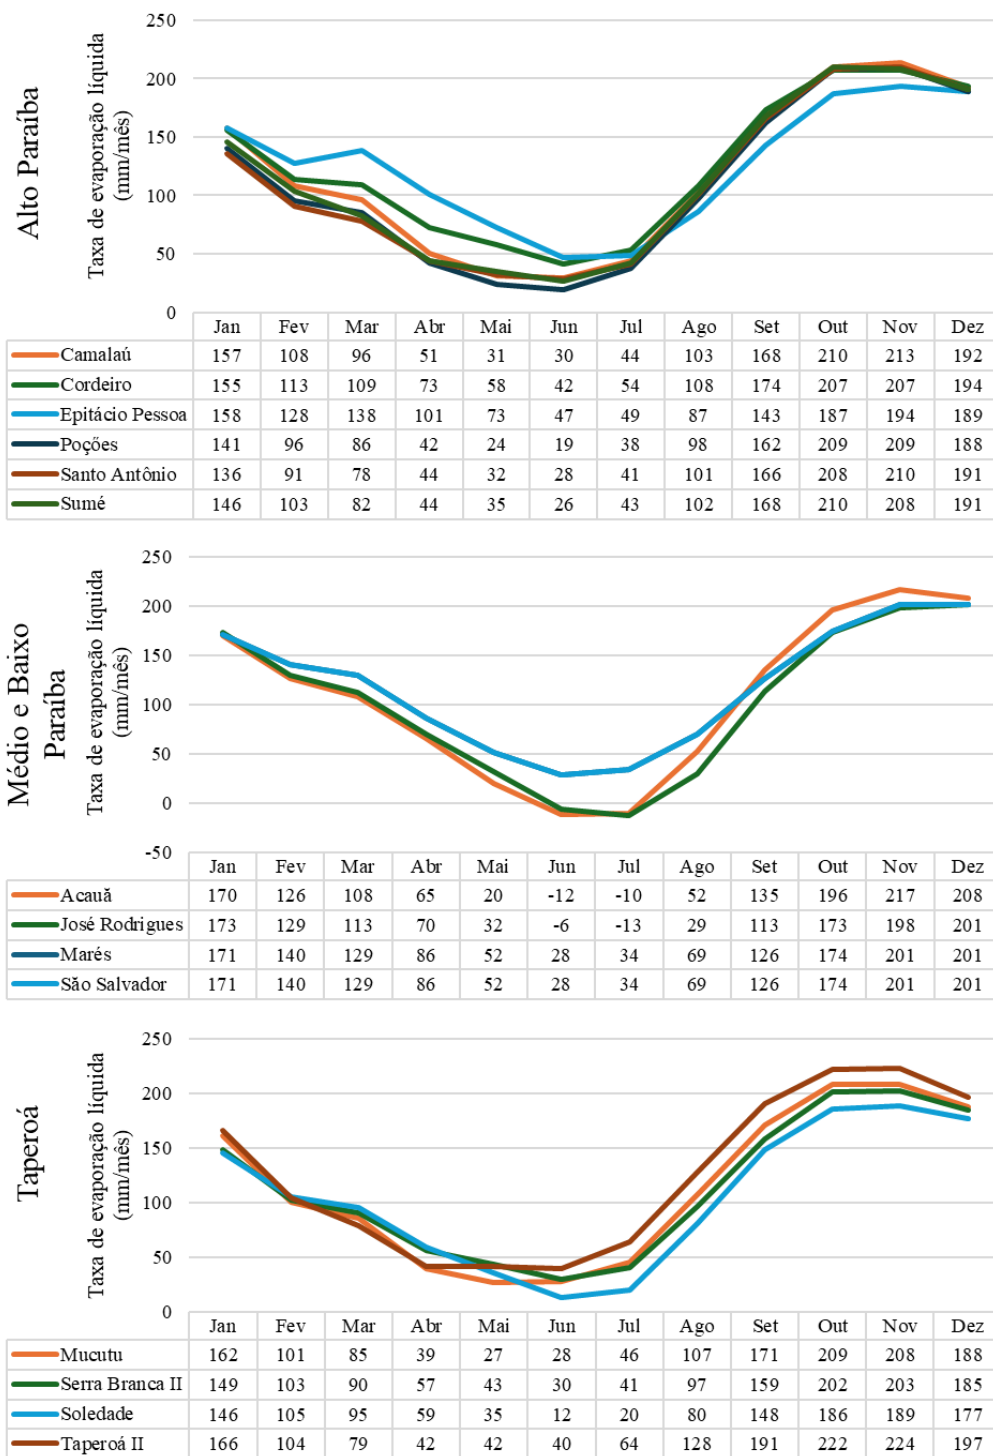 Alto Paraíba
Taxa de evaporação líquida
(mm/mês)
250
200
150
100
50
0
Jan Fev Mar Abr Mai Jun Jul Ago Set Out Nov Dez
Camalaú 157 108 96 51 31 30 44 103 168 210 213 192
Cordeiro 155 113 109 73 58 42 54 108 174 207 207 194
Epitácio Pessoa 158 128 138 101 73 47 49 87 143 187 194 189
Poções 141 96 86 42 24 19 38 98 162 209 209 188
Santo Antônio 136 91 78 44 32 28 41 101 166 208 210 191
Sumé 146 103 82 44 35 26 43 102 168 210 208 191
Médio e Baixo
Paraíba
Taxa de evaporação líquida
(mm/mês)
250
200
150
100
50
0
-50
Jan Fev Mar Abr Mai Jun Jul Ago Set Out Nov Dez
Acauã 170 126 108 65 20 -12 -10 52 135 196 217 208
José Rodrigues 173 129 113 70 32 -6 -13 29 113 173 198 201
Marés 171 140 129 86 52 28 34 69 126 174 201 201
São Salvador 171 140 129 86 52 28 34 69 126 174 201 201
Taperoá
Taxa de evaporação líquida
(mm/mês)
250
200
150
100
50
0
Jan Fev Mar Abr Mai Jun Jul Ago Set Out Nov Dez
Mucutu 162 101 85 39 27 28 46 107 171 209 208 188
Serra Branca II 149 103 90 57 43 30 41 97 159 202 203 185
Soledade 146 105 95 59 35 12 20 80 148 186 189 177
Taperoá II 166 104 79 42 42 40 64 128 191 222 224 197